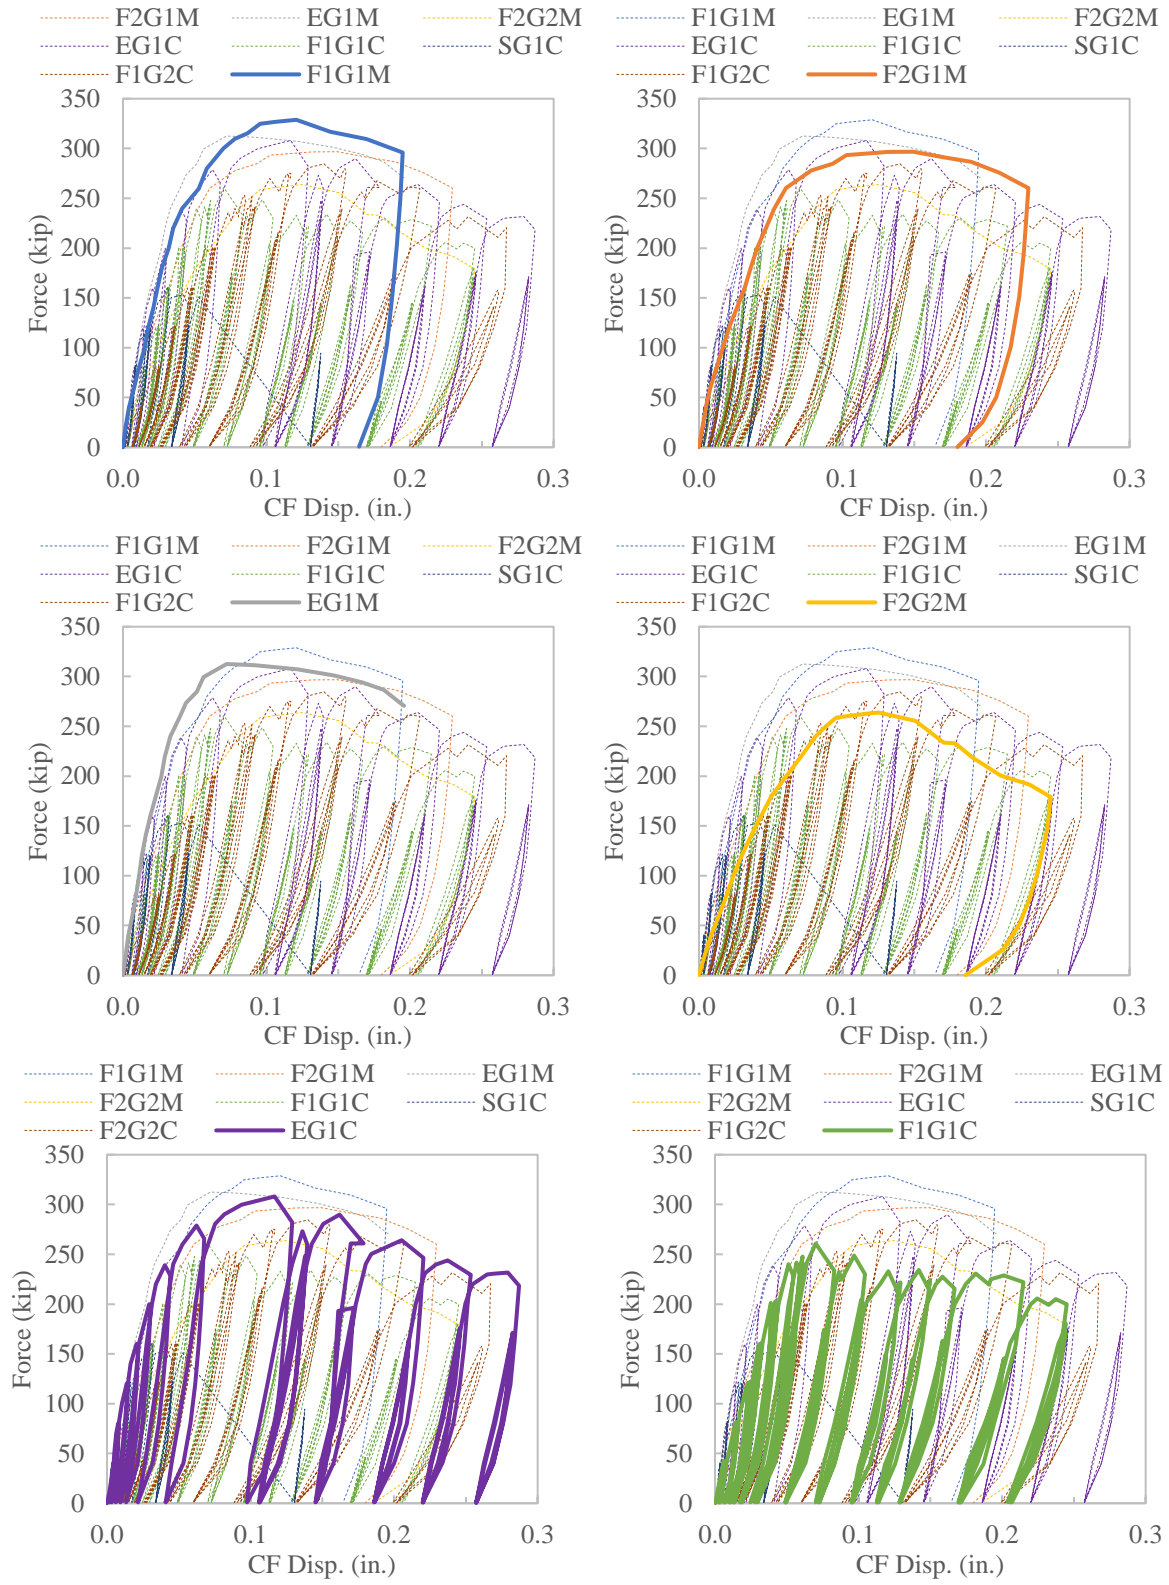 F2G1M EG1M F2G2M
EG1C F1G1C SG1C
F1G2C F1G1M
350
300
250
200
150
100
50
0
Force (kip)
0.0 0.1 0.2 0.3
CF Disp. (in.)
F1G1M EG1M F2G2M
EG1C F1G1C SG1C
F1G2C F2G1M
350
300
250
200
150
100
50
0
Force (kip)
0.0 0.1 0.2 0.3
CF Disp. (in.)
F1G1M F2G1M F2G2M
EG1C F1G1C SG1C
F1G2C EG1M
350
300
250
200
150
100
50
0
Force (kip)
0.0 0.1 0.2 0.3
CF Disp. (in.)
F1G1M F2G1M EG1M
EG1C F1G1C SG1C
F1G2C F2G2M
350
300
250
200
150
100
50
0
Force (kip)
0.0 0.1 0.2 0.3
CF Disp. (in.)
F1G1M F2G1M EG1M
F2G2M F1G1C SG1C
F2G2C EG1C
350
300
250
200
150
100
50
0
Force (kip)
0.0 0.1 0.2 0.3
CF Disp. (in.)
F1G1M F2G1M EG1M
F2G2M EG1C SG1C
F1G2C F1G1C
350
300
250
200
150
100
50
0
Force (kip)
0.0 0.1 0.2 0.3
CF Disp. (in.)